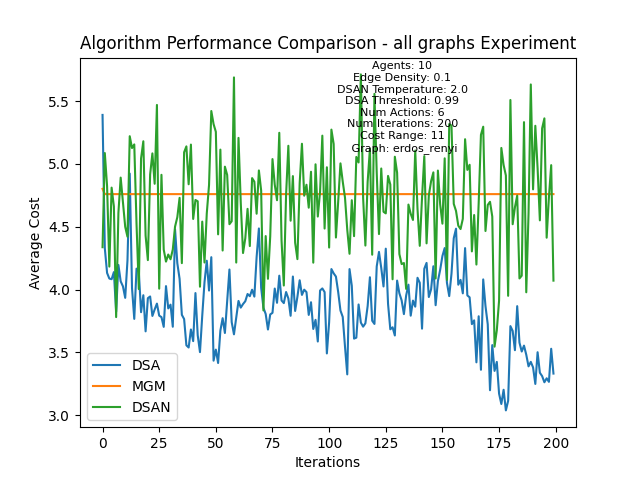 Algorithm Performance Comparison - all graphs Experiment
Agents: 10
Edge Density: 0.1
DSAN Temperature: 2.0
DSA Threshold: 0.99
Num Actions: 6
Num Iterations: 200
Cost Range: 11
Graph: erdos_renyi
Average Cost
5.5
5.0
4.5
4.0
3.5
3.0
DSA
MGM
DSAN
0 25 50 75 100 125 150 175 200
Iterations